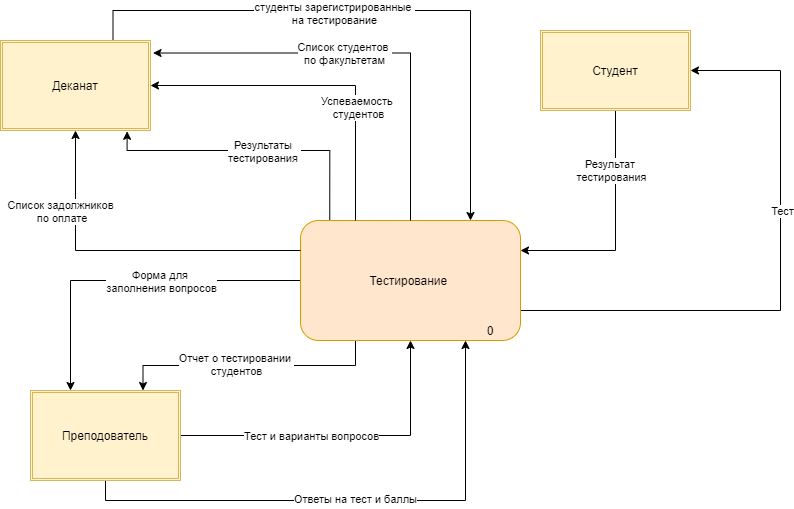 студенты зарегистрированные
на тестирование
Список студентов
по факультетам
Студент
Деканат
Успеваемость
студентов
Результаты
тестирования
Результат
тестирования
Список задолжников
по оплате
Тест
Форма для
заполнения вопросов
Тестирование
0
Отчет о тестировании
студентов
Преподователь
Тест и варианты вопросов
Ответы на тест и баллы